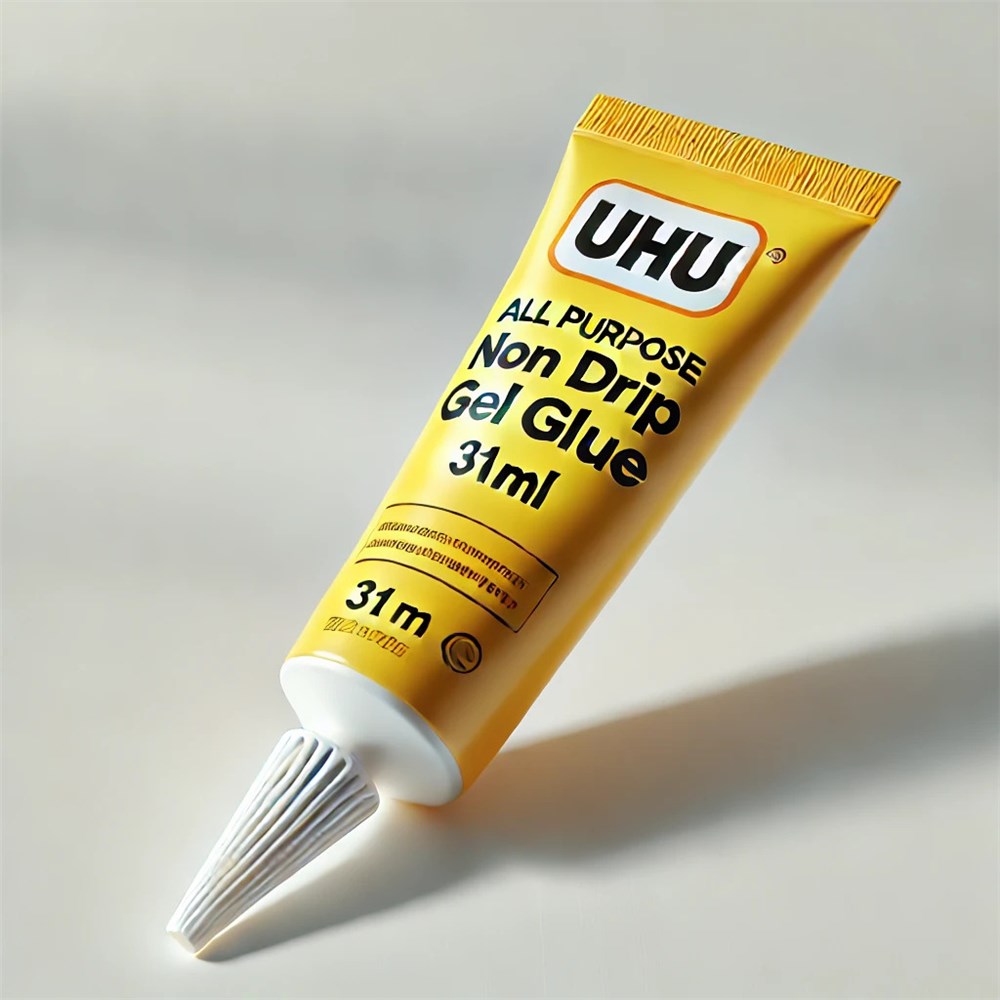 UHU
ALL PURPOSE
Non Drip
Gel Glue
31ml
31m